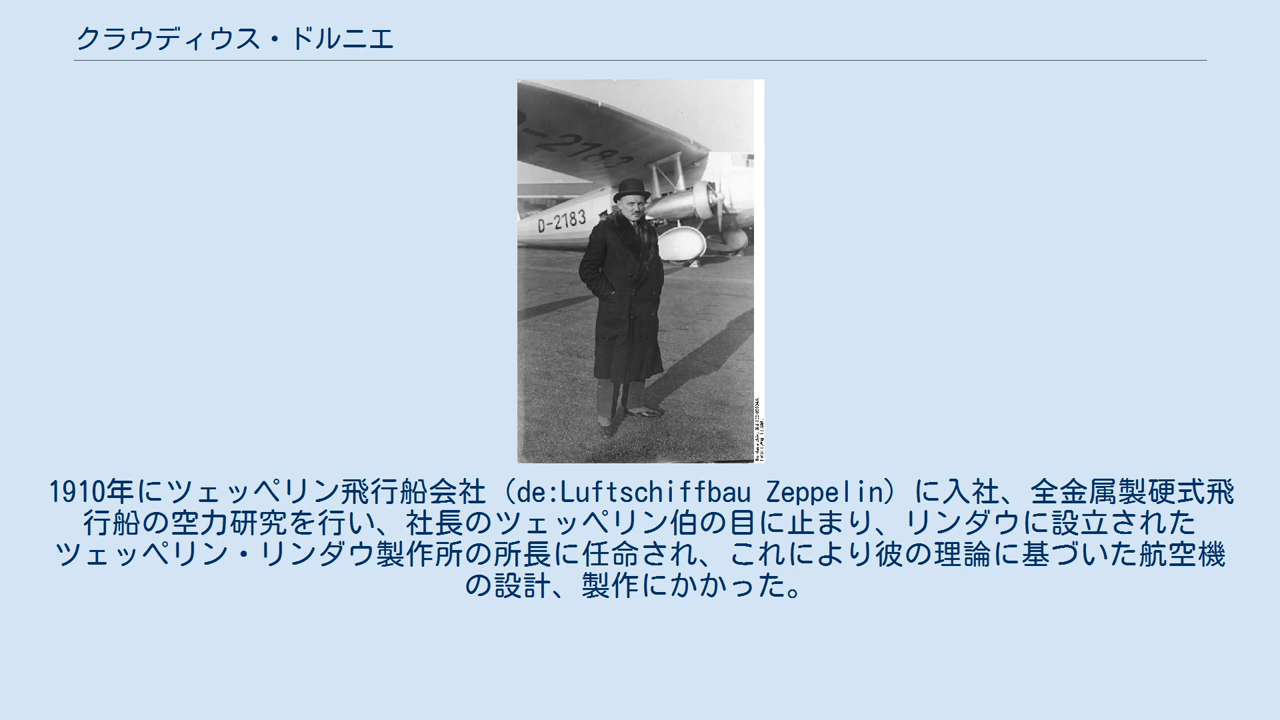 クラウディウス・ドルニエ
D-2183
D-2183
1910年にツェッペリン飛行船会社（de:Luftschiffbau Zeppelin）に入社、全金属製硬式飛
行船の空力研究を行い、社長のツェッペリン伯の目に止まり、リンダウに設立された
ツェッペリン・リンダウ製作所の所長に任命され、これにより彼の理論に基づいた航空機
の設計、製作にかかった。